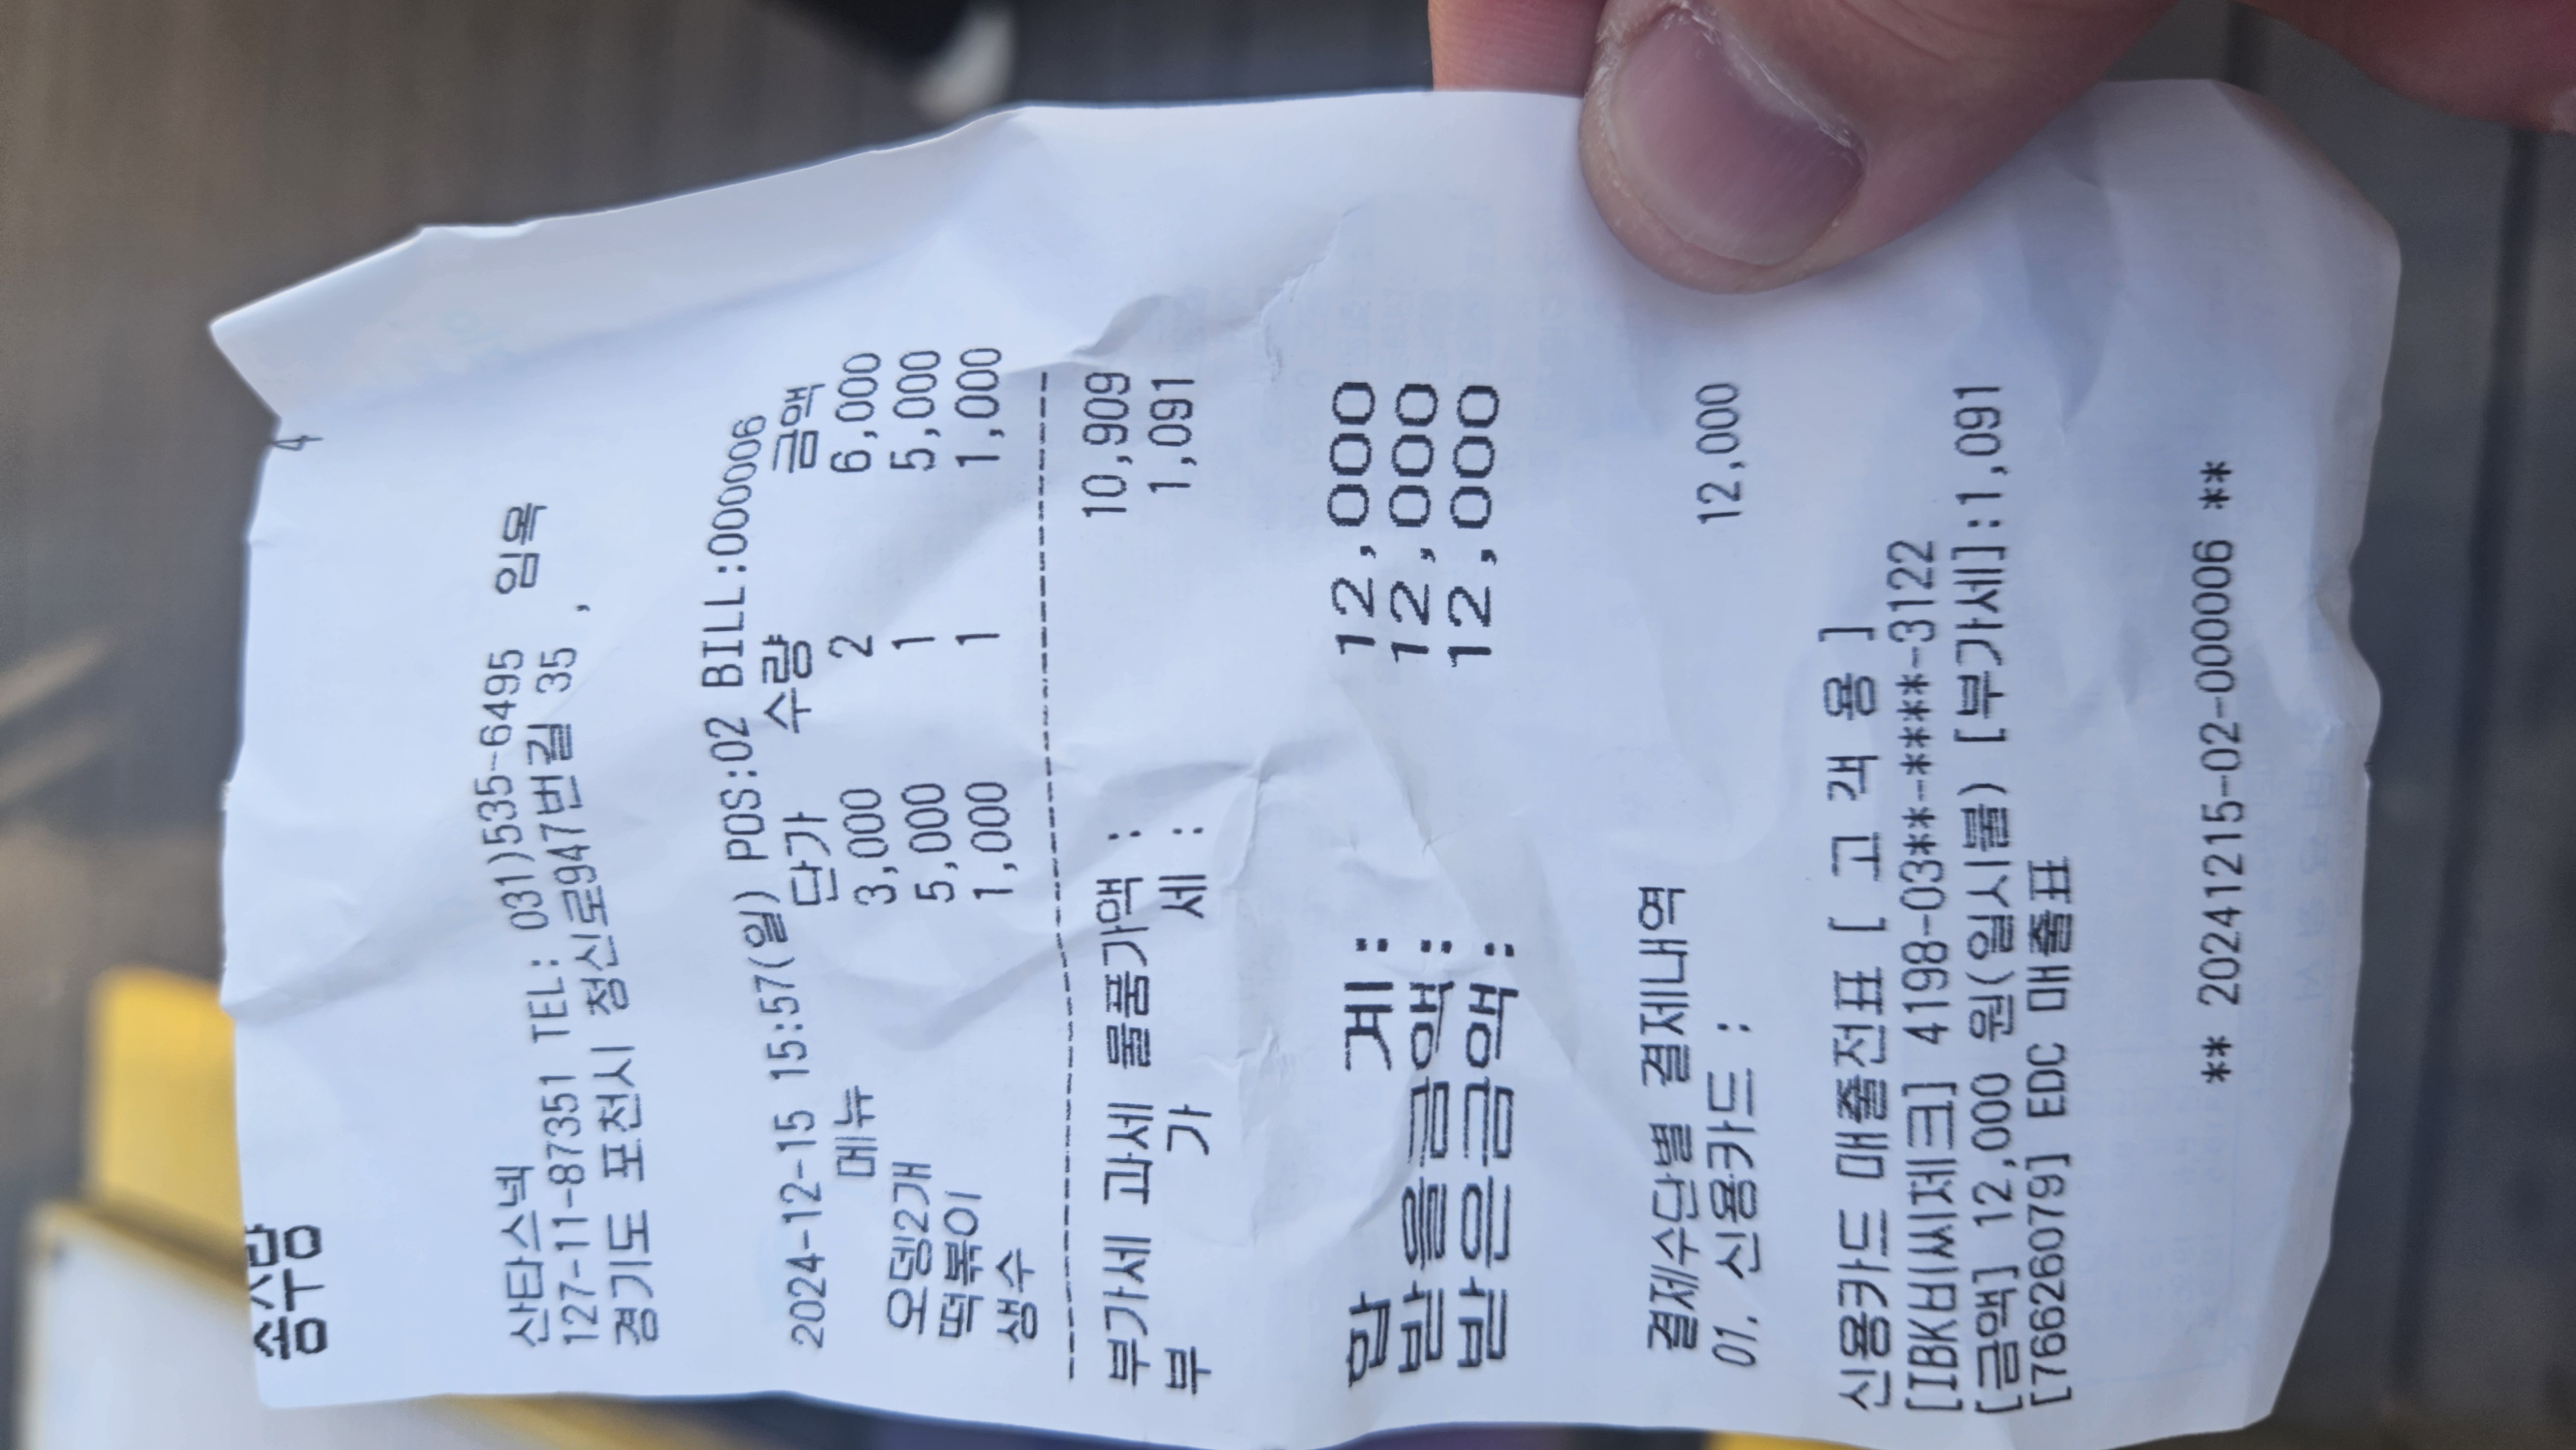 산타스넥
127-11-87351 TEL: 031)535-6495 임옥
경기도 포천시 청신로947번길 35 ,
2024-12-15 15:57(일) POS:02 BILL:000006
메뉴 단가 수량 금액
오뎅2개 3,000 2 6,000
떡볶이 5,000 1 5,000
생수 1,000 1 1,000
부가세 과세 물품가액 : 10,909
부 가 세 : 1,091
합 계: 12,000
받을금액: 12,000
받은금액: 12,000
결제수단별 결제내역
01. 신용카드 : 12,000
신용카드 매출전표 [ 고 객 용 ]
[IBK비씨체크] 4198-03**-****-3122
[금액] 12,000 원(일시불) [부가세]:1,091
[76626079] EDC 매출표
** 20241215-02-000006 **